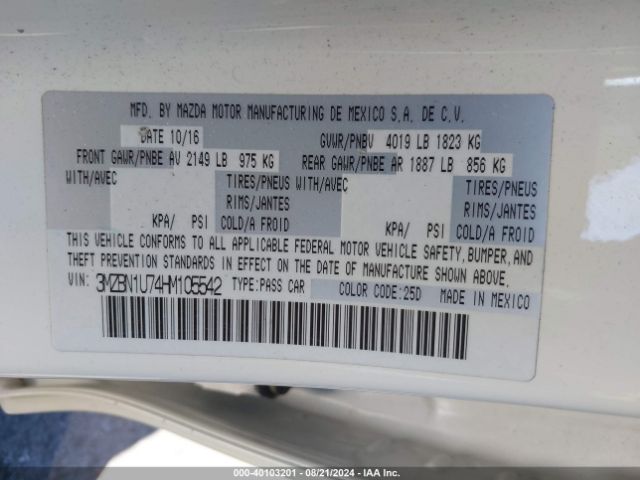 MFD. BY MAZDA MOTOR MANUFACTURING DE MEXICO S.A. DE C.V.
DATE 10/16 GVWR/PNBV 4019 LB 1823 KG
FRONT GAWR/PNBE AV 2149 LB 975 KG REAR GAWR/PNBE AR 1887 LB 856 KG
WITH/AVEC TIRES/PNEUS WITH/AVEC TIRES/PNEUS
RIMS/JANTES RIMS/JANTES
KPA/ PSI COLD/A FROID KPA/ PSI COLD/A FROID
THIS VEHICLE CONFORMS TO ALL APPLICABLE FEDERAL MOTOR VEHICLE SAFETY, BUMPER, AND
THEFT PREVENTION STANDARDS IN EFFECT ON THE DATE OF MANUFACTURE SHOWN ABOVE.
VIN: 3MZBN1U74HM105542 TYPE:PASS CAR COLOR CODE:25D MADE IN MEXICO
000-40103201 - 08/21/2024 - IAA Inc.